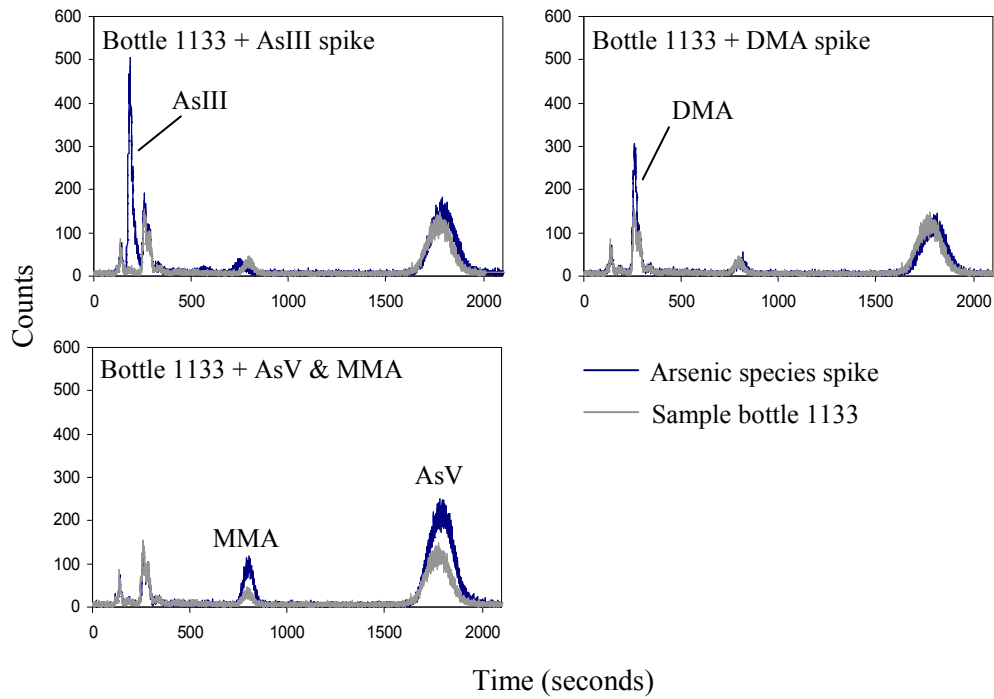 Bottle 1133 + AsIII spike
AsIII
600
500
400
300
200
100
0
0 500 1000 1500 2000
Bottle 1133 + DMA spike
DMA
600
500
400
300
200
100
0
0 500 1000 1500 2000
Counts
Bottle 1133 + AsV & MMA
MMA
AsV
600
500
400
300
200
100
0
0 500 1000 1500 2000
Arsenic species spike
Sample bottle 1133
Time (seconds)